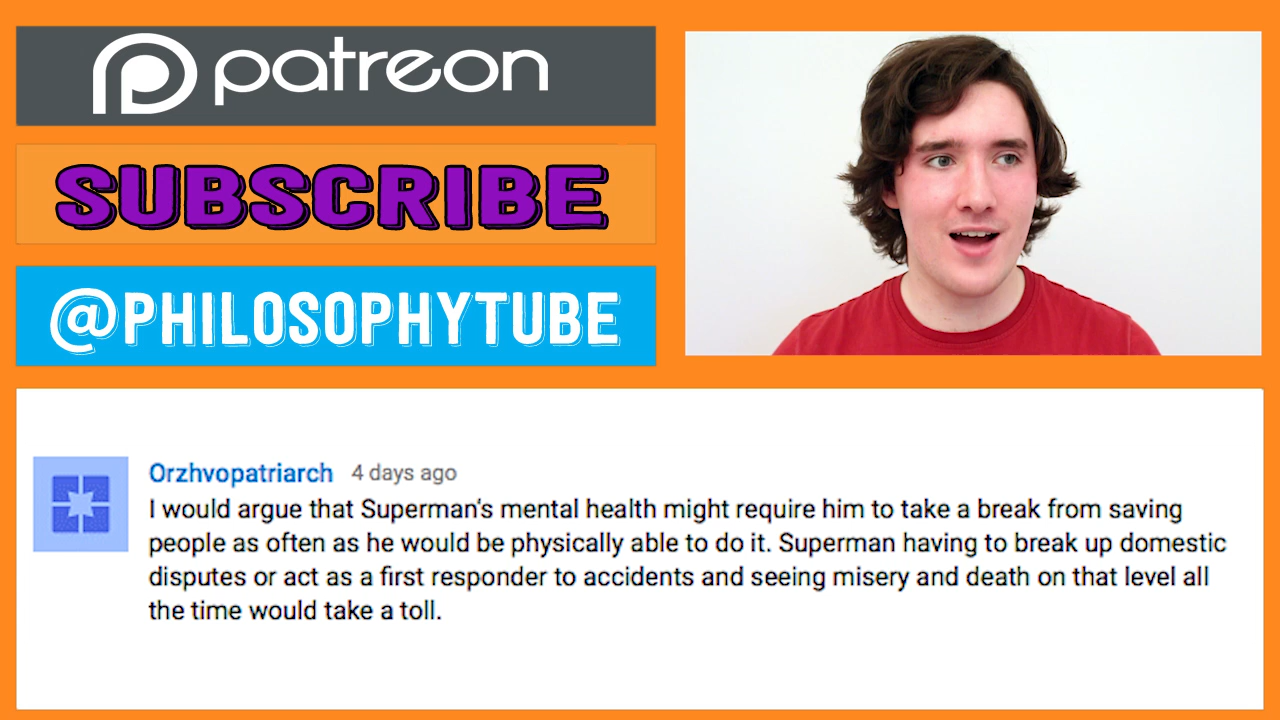 patreon
SUBSCRIBE
@PHILOSOPHYTUBE
Orzhvopatriarch 4 days ago
I would argue that Superman's mental health might require him to take a break from saving
people as often as he would be physically able to do it. Superman having to break up domestic
disputes or act as a first responder to accidents and seeing misery and death on that level all
the time would take a toll.